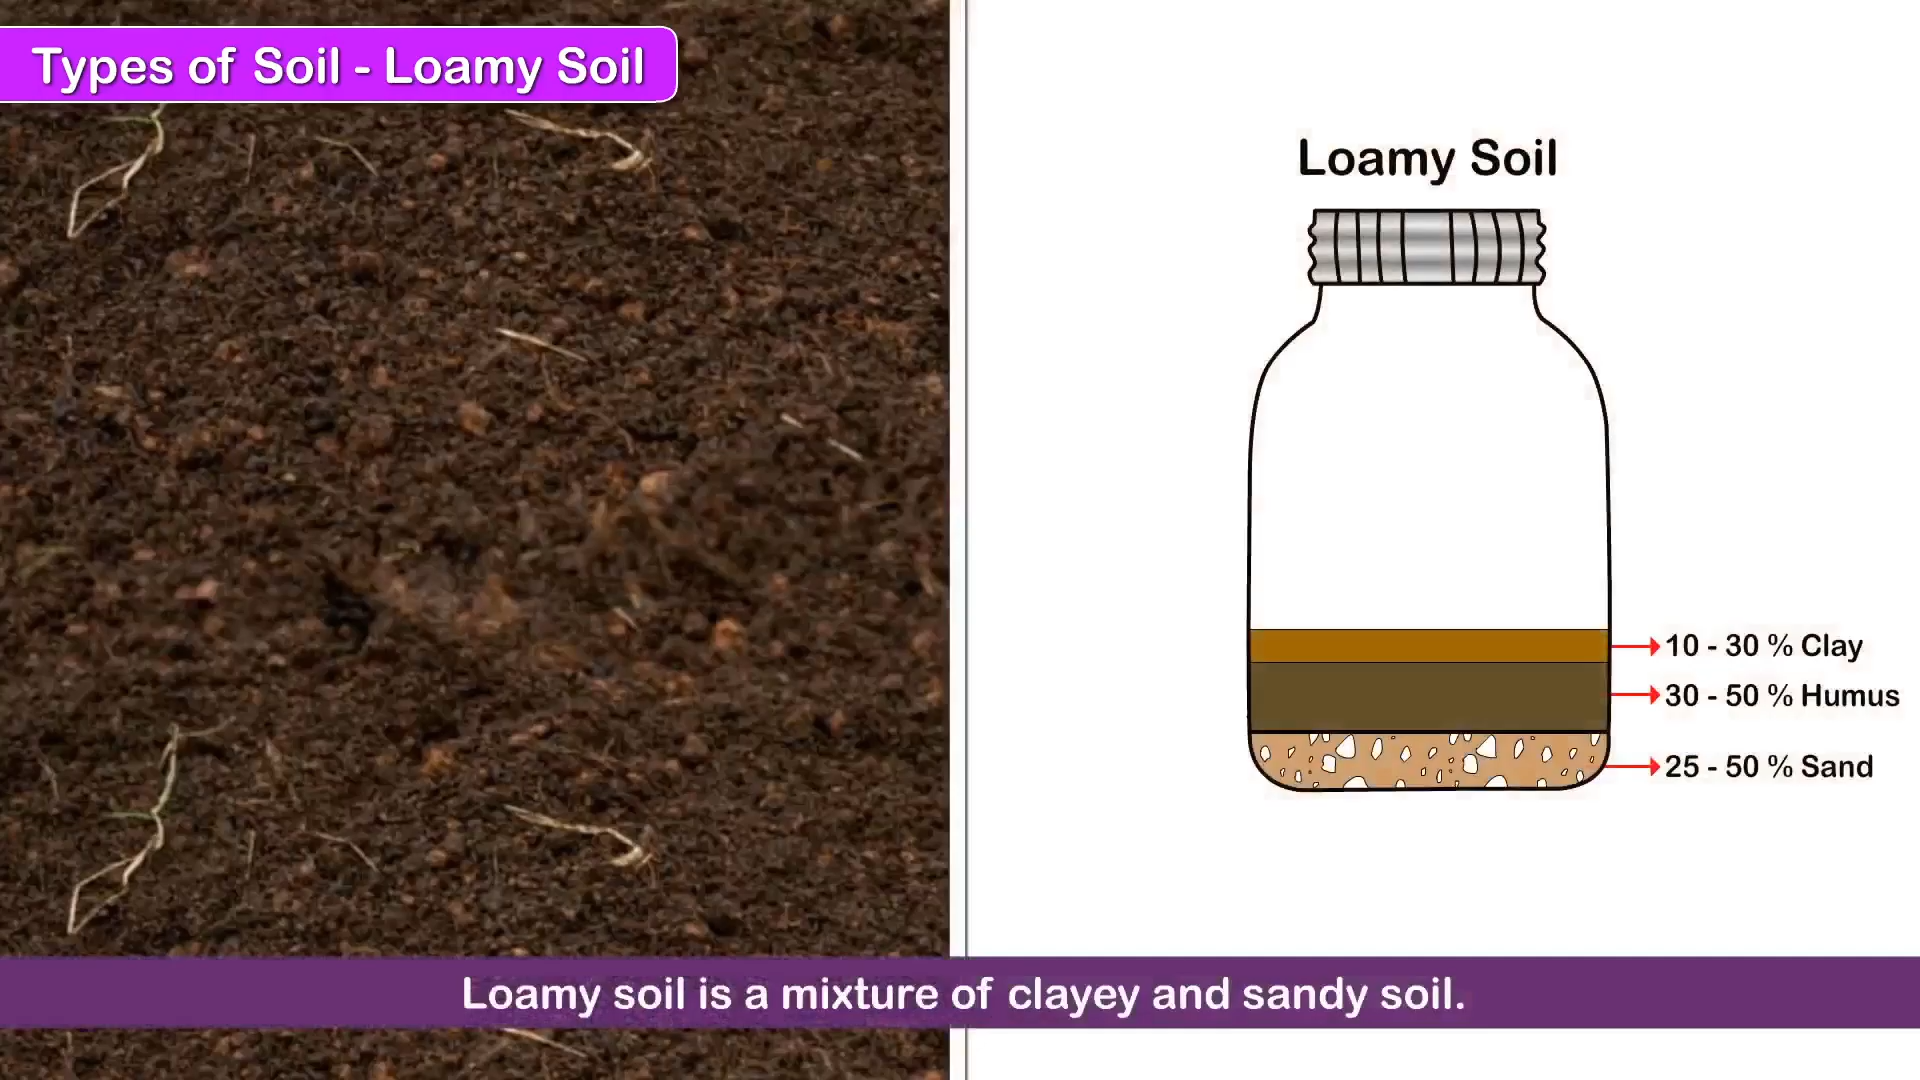 Types of Soil - Loamy Soil
Loamy Soil
10 - 30 % Clay
30 - 50 % Humus
25 - 50 % Sand
Loamy soil is a mixture of clayey and sandy soil.